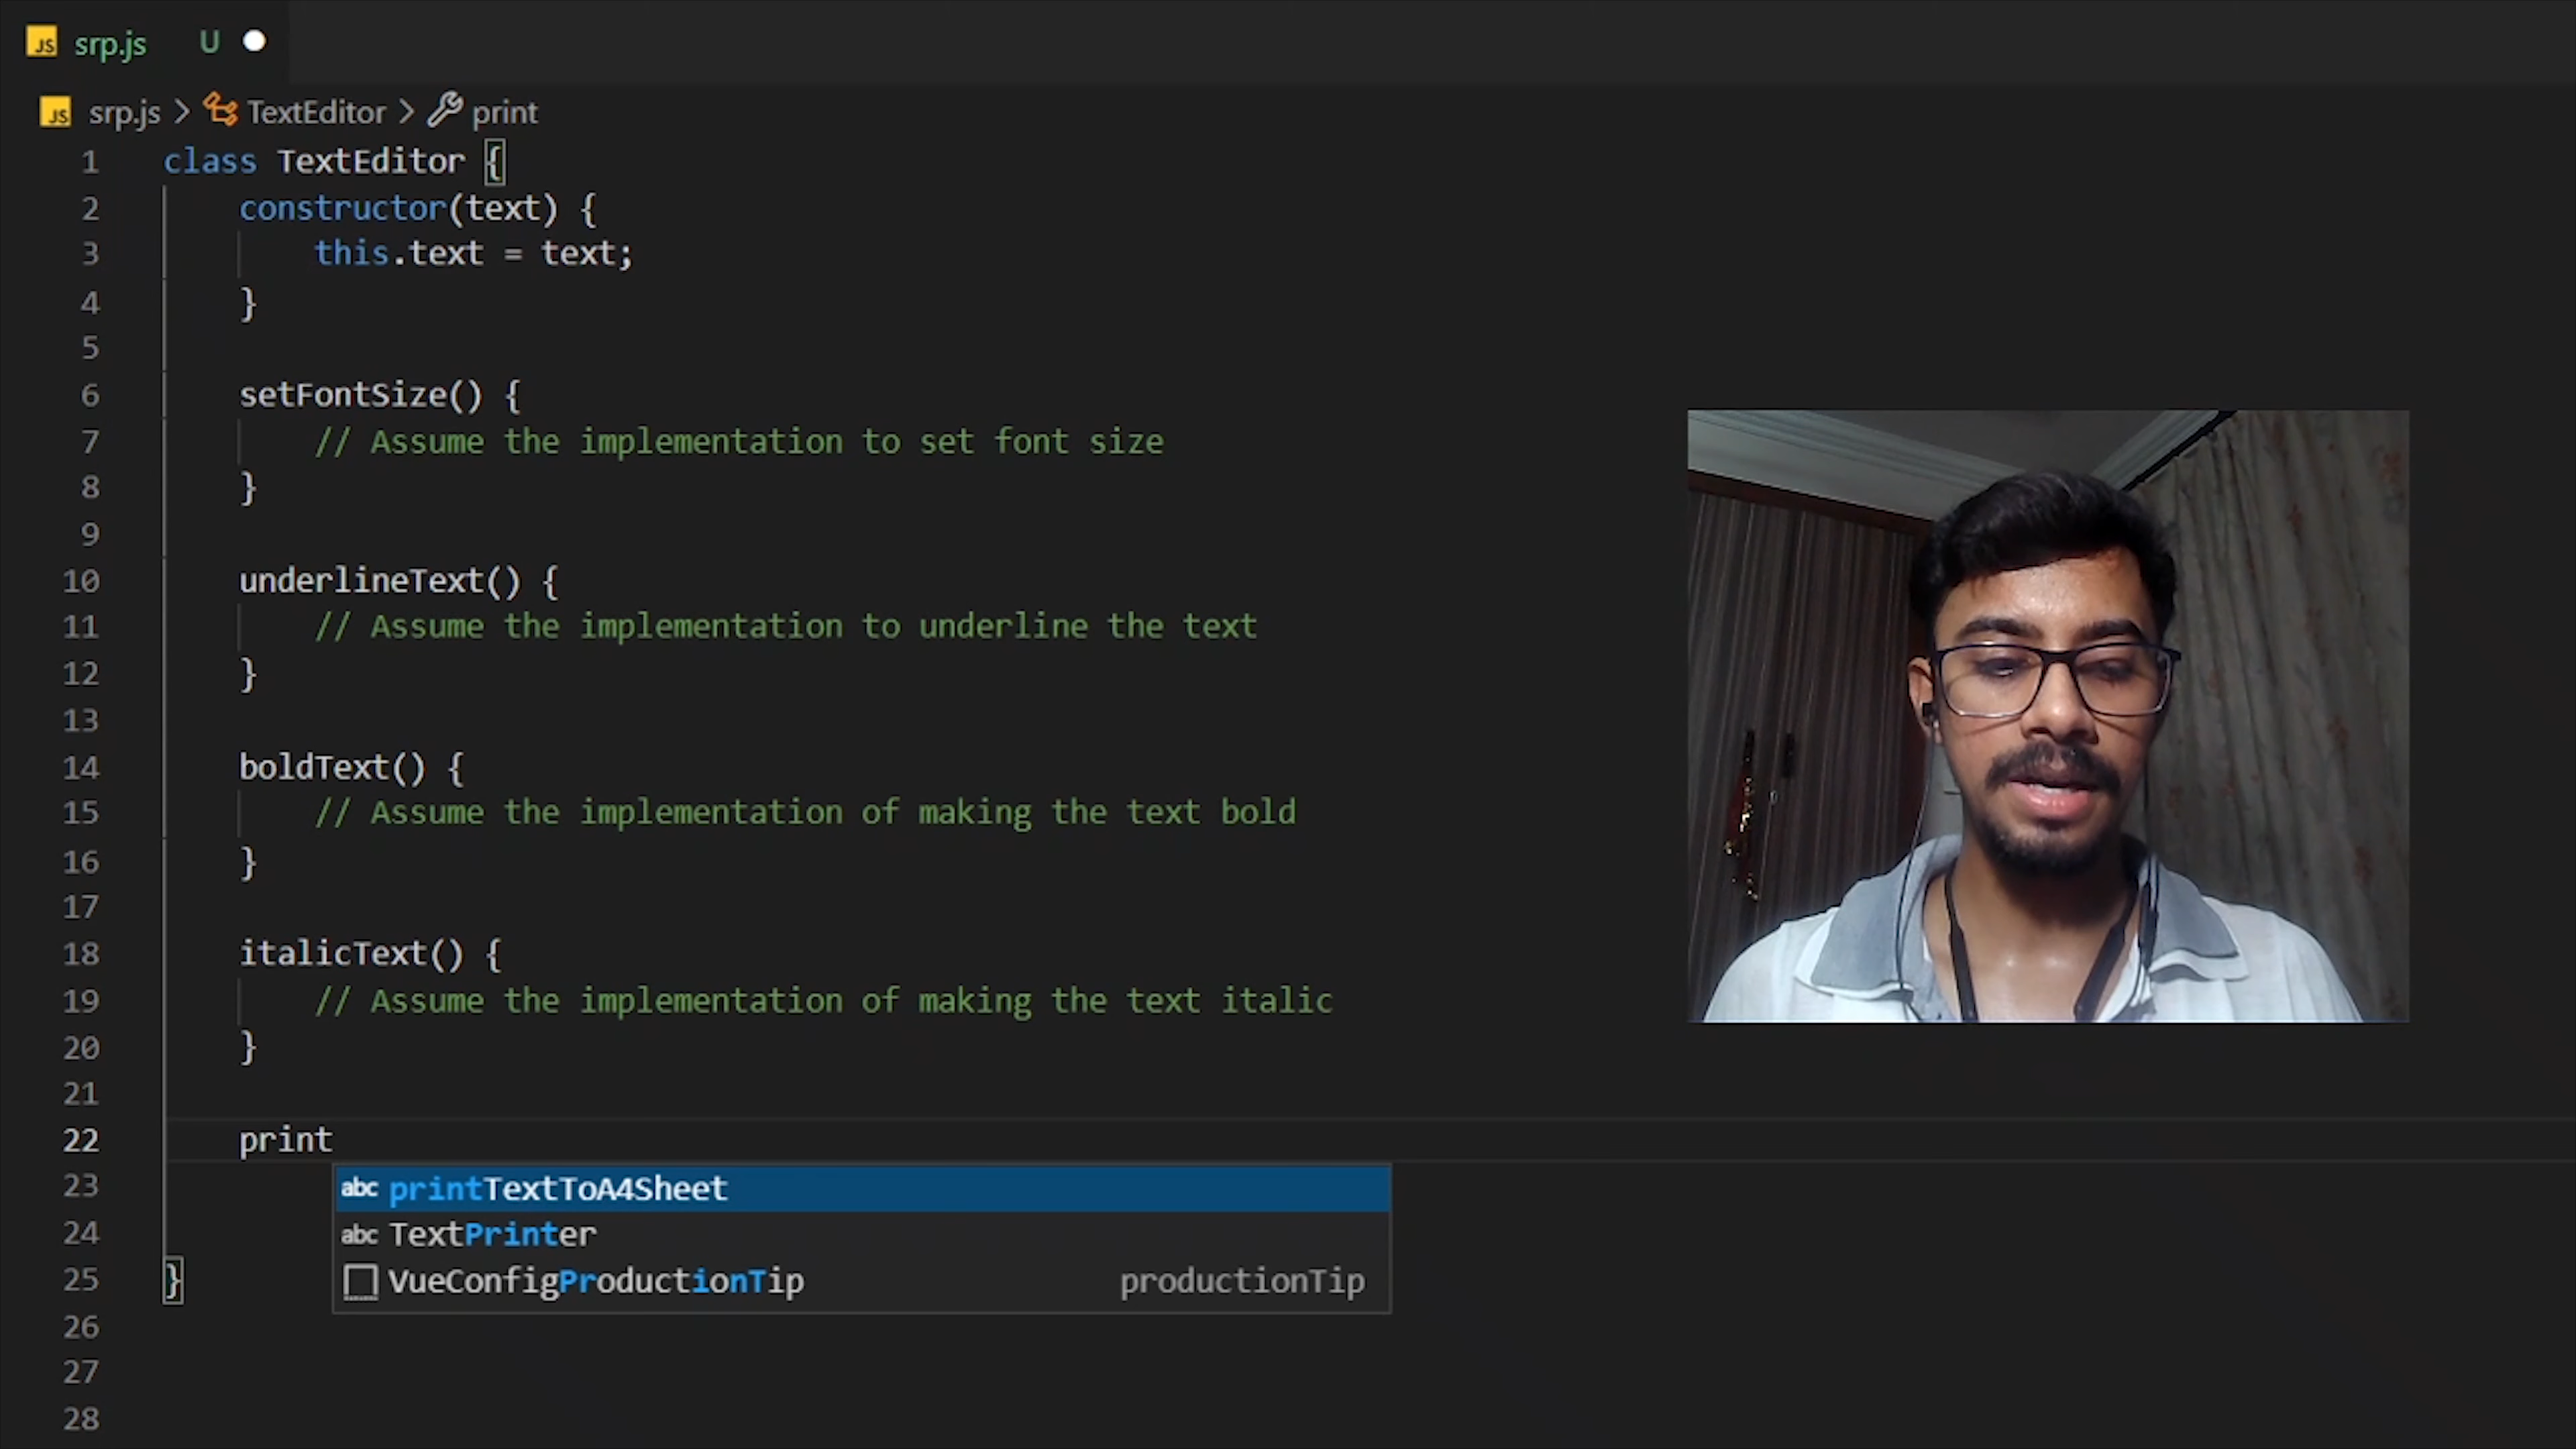 JS srp.js U
JS srp.js > TextEditor > print
1 class TextEditor {
2 constructor(text) {
3 this.text = text;
4 }
5
6 setFontSize() {
7 // Assume the implementation to set font size
8 }
9
10 underlineText() {
11 // Assume the implementation to underline the text
12 }
13
14 boldText() {
15 // Assume the implementation of making the text bold
16 }
17
18 italicText() {
19 // Assume the implementation of making the text italic
20 }
21
22 print
23 abc printTextToA4Sheet
24 abc TextPrinter
25 } VueConfigProductionTip productionTip
26
27
28